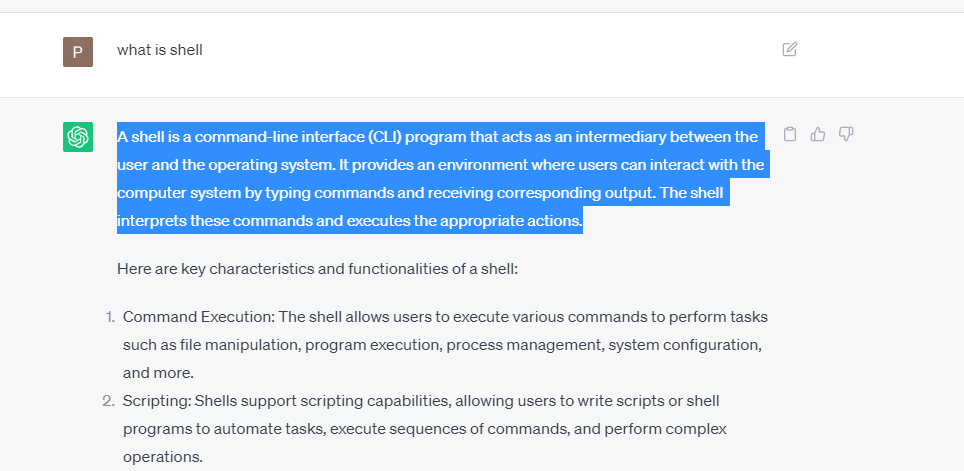 P
what is shell
A shell is a command-line interface (CLI) program that acts as an intermediary between the
user and the operating system. It provides an environment where users can interact with the
computer system by typing commands and receiving corresponding output. The shell
interprets these commands and executes the appropriate actions.
Here are key characteristics and functionalities of a shell:
1. Command Execution: The shell allows users to execute various commands to perform tasks
such as file manipulation, program execution, process management, system configuration,
and more.
2. Scripting: Shells support scripting capabilities, allowing users to write scripts or shell
programs to automate tasks, execute sequences of commands, and perform complex
operations.